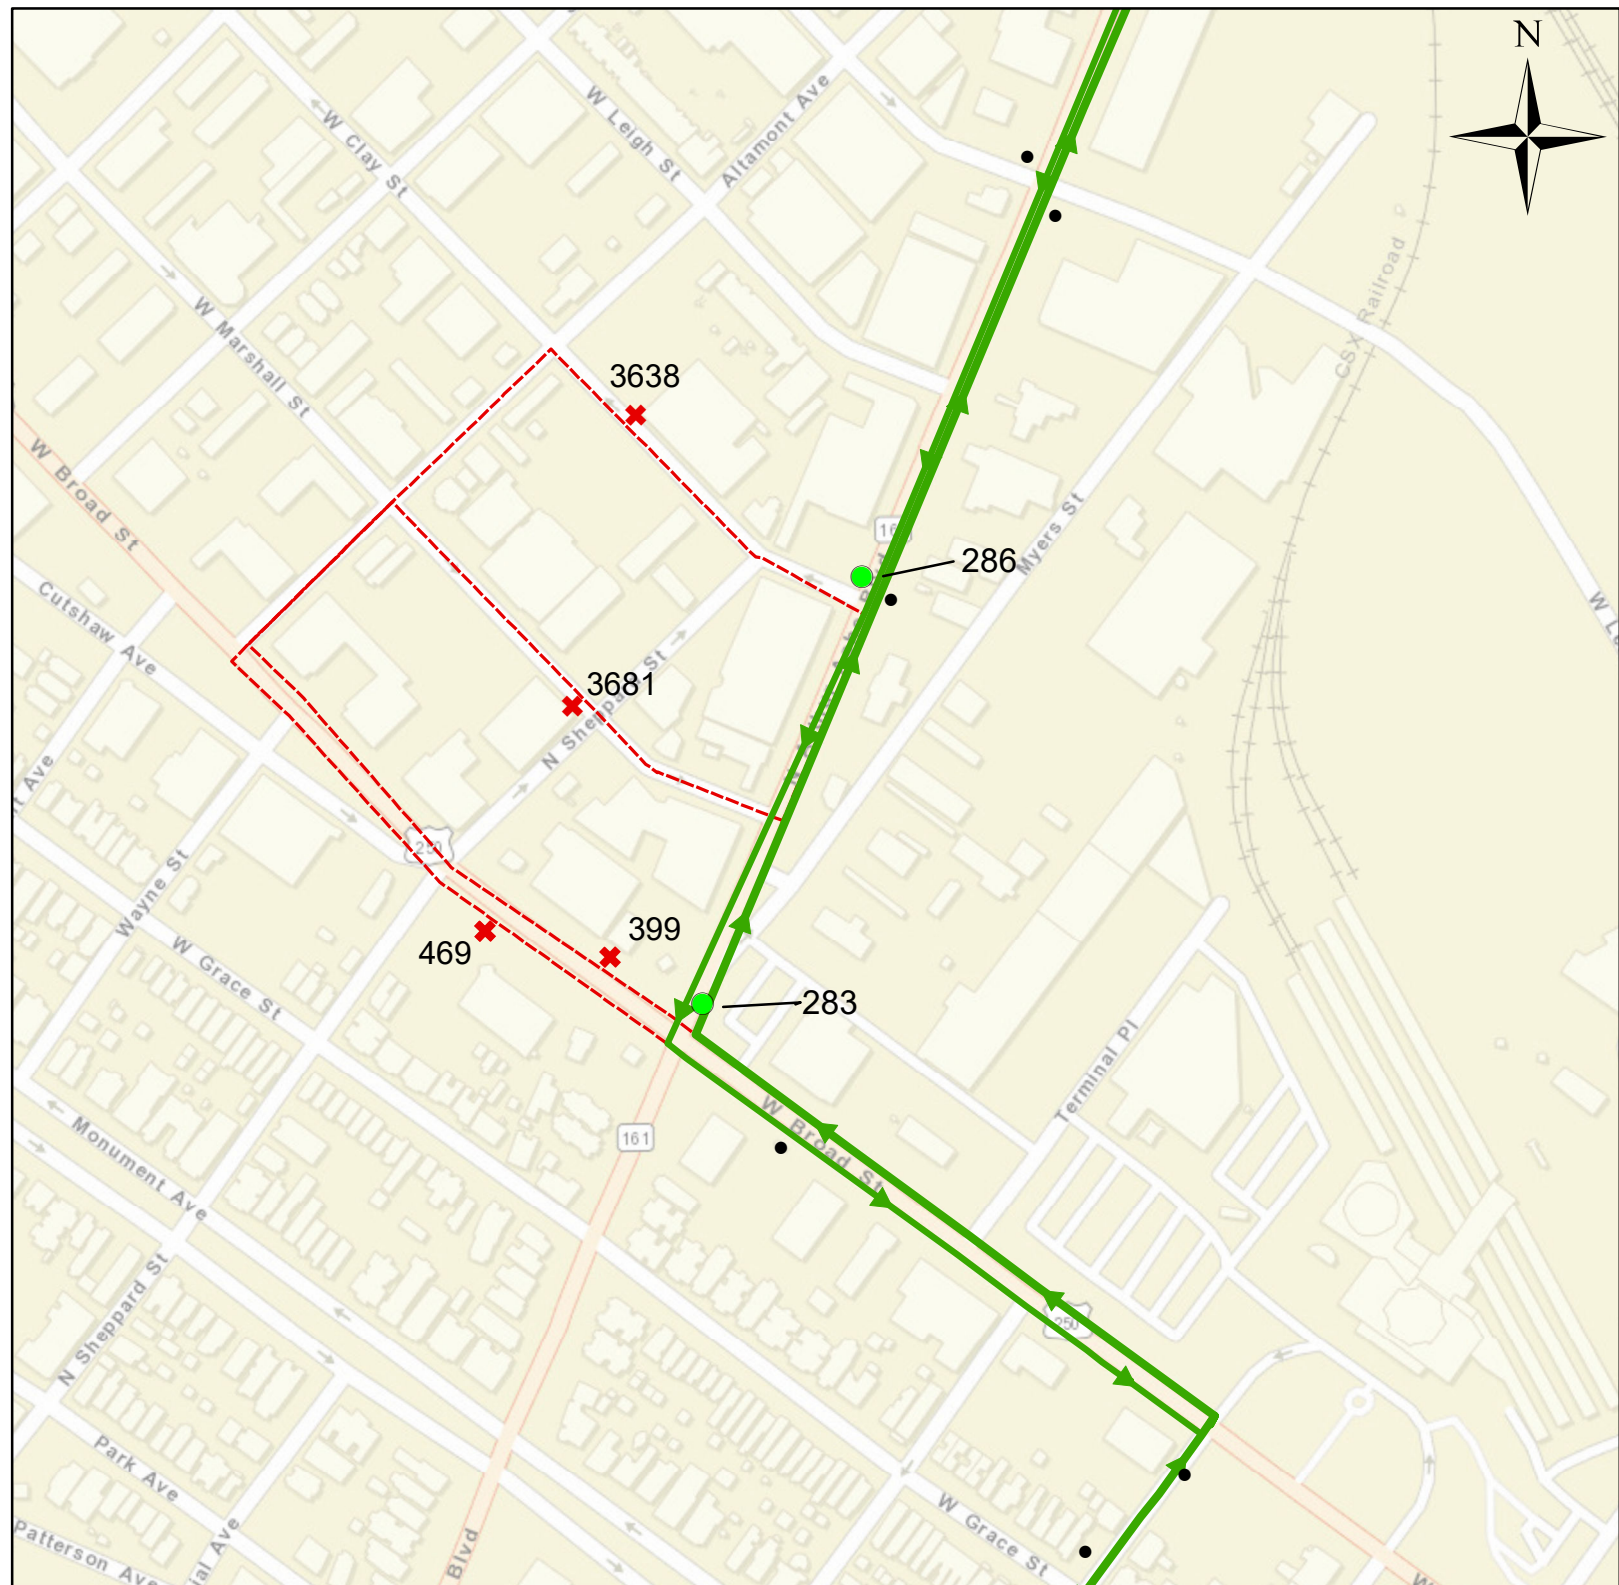 N
W Leigh St
Altamont Ave
W Clay St
CSX Railroad
W Marshall St
3638
W Broad St
Myers St
286
Cutshaw Ave
3681
N Sheppard St
250
Wayne St
399
469
W Grace St
283
Terminal Pl
W Broad St
161
Monument Ave
N Sheppard St
250
Park Ave
W Grace St
Patterson Ave
Blvd